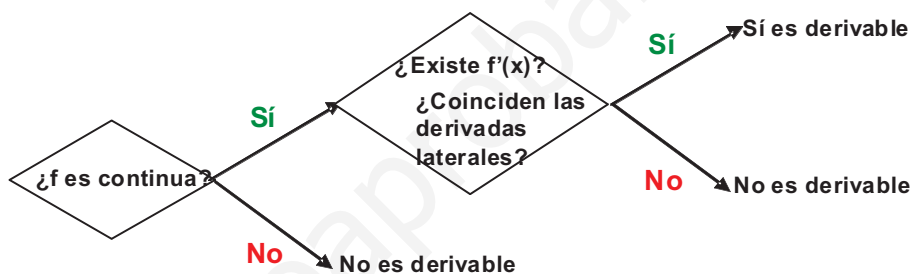 ¿f es continua?
Sí
No
No es derivable
¿Existe f'(x)?
¿Coinciden las
derivadas
laterales?
Sí
Sí es derivable
No
No es derivable